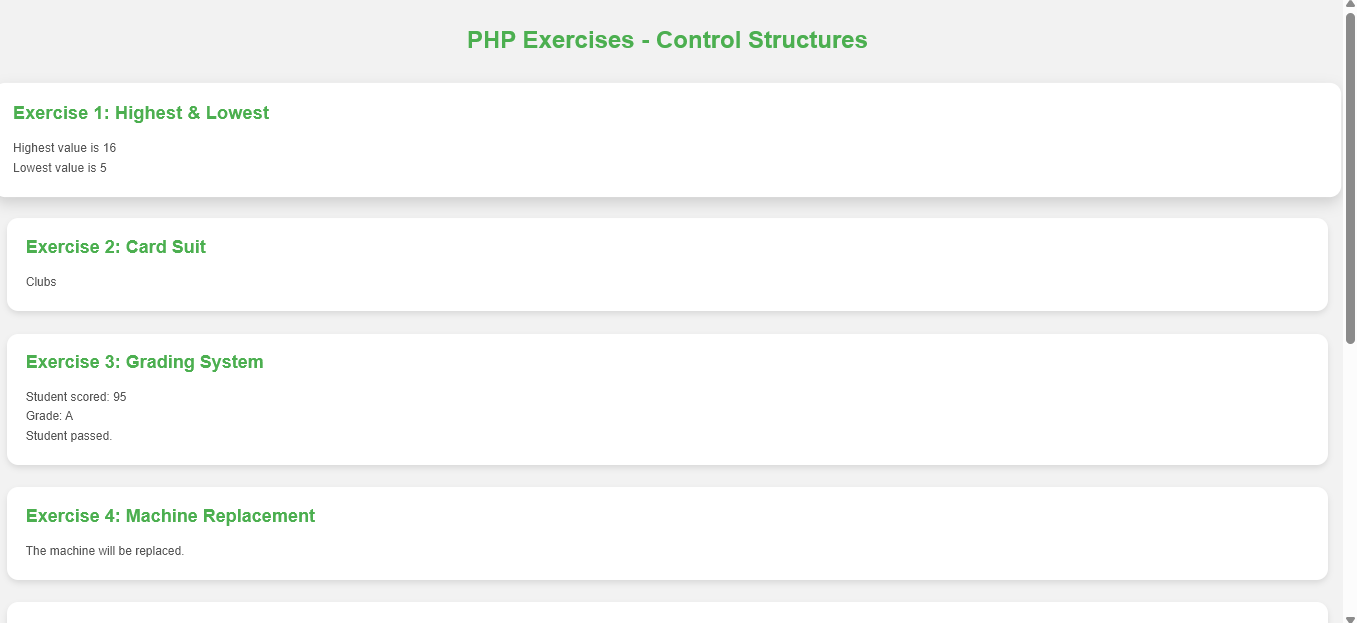 PHP Exercises - Control Structures
Exercise 1: Highest & Lowest
Highest value is 16
Lowest value is 5
Exercise 2: Card Suit
Clubs
Exercise 3: Grading System
Student scored: 95
Grade: A
Student passed.
Exercise 4: Machine Replacement
The machine will be replaced.